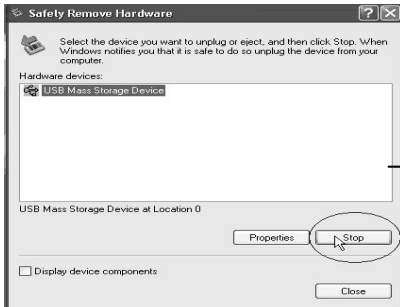 Safely Remove Hardware
Select the device you want to unplug or eject, and then click Stop. When
Windows notifies you that it is safe to do so unplug the device from your
computer.
Hardware devices:
USB Mass Storage Device
USB Mass Storage Device at Location 0
Properties
Stop
Display device components
Close